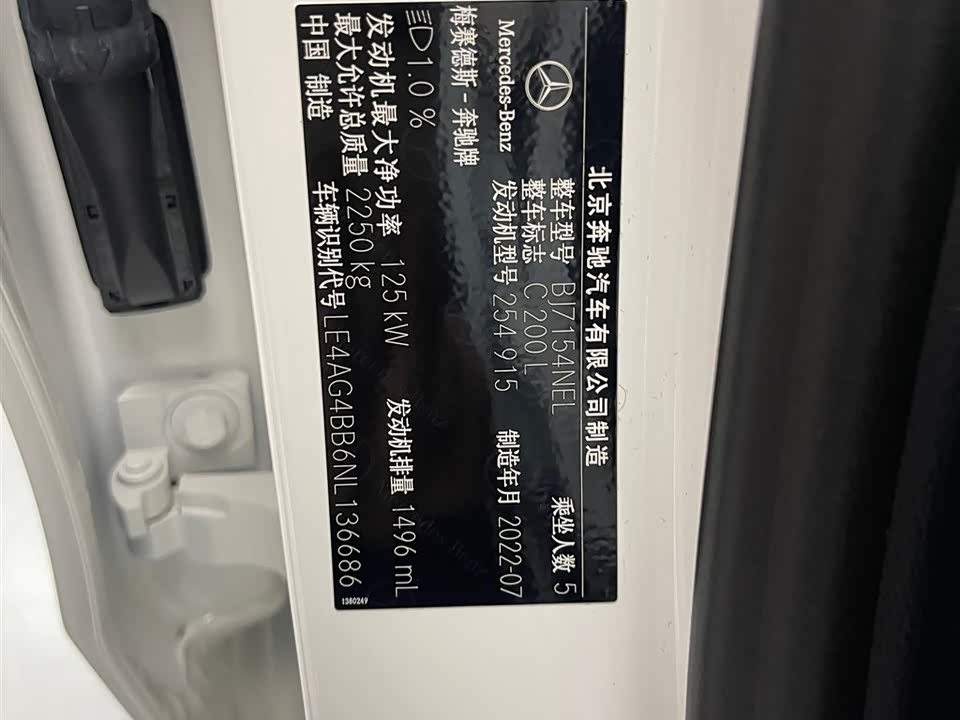 北京奔驰汽车有限公司制造
Mercedes-Benz
梅赛德斯-奔驰牌
整车型号 BJ7154NEL 乘坐人数 5
整车标志 C 200 L
发动机型号 254 915 制造年月 2022-07
1.0 %
发动机最大净功率 125 kW 发动机排量 1496 mL
最大允许总质量 2250 kg
中国 制造 车辆识别代号 LE4AG4BB6NL136686
1380249